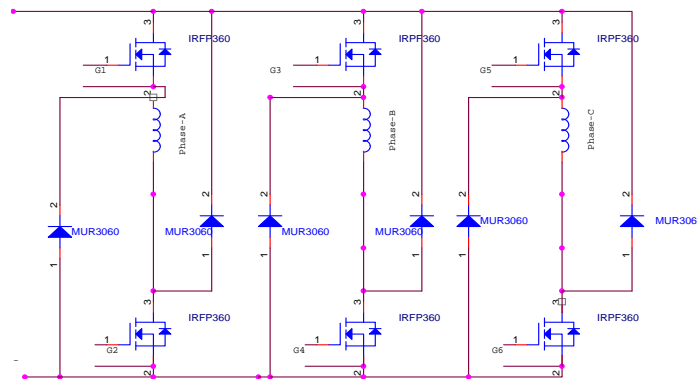 3 3 3
IRFP360 IRPF360 IRPF360
1 1 1
G1 G3 G5
2 2 2
Phase-A Phase-B Phase-C
2 2 2 2 2 2
MUR3060 MUR3060 MUR3060 MUR3060 MUR3060 MUR306
1 1 1 1 1 1
3 3 3
IRFP360 IRFP360 IRPF360
1 1 1
G2 G4 G6
2 2 2
-